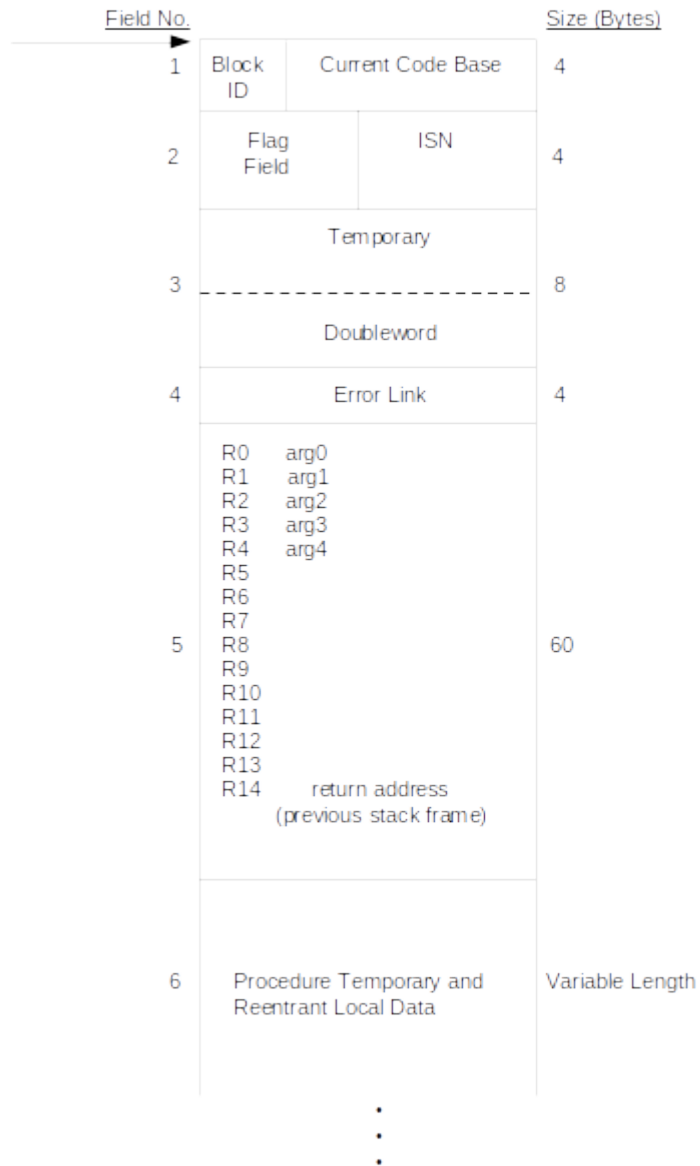 Field No.
Size (Bytes)
1
Block
ID
Current Code Base
4
2
Flag
Field
ISN
4
Temporary
3
8
Doubleword
4
Error Link
4
R0 arg0
R1 arg1
R2 arg2
R3 arg3
R4 arg4
R5
R6
R7
5
R8
60
R9
R10
R11
R12
R13
R14 return address
(previous stack frame)
6
Procedure Temporary and
Reentrant Local Data
Variable Length